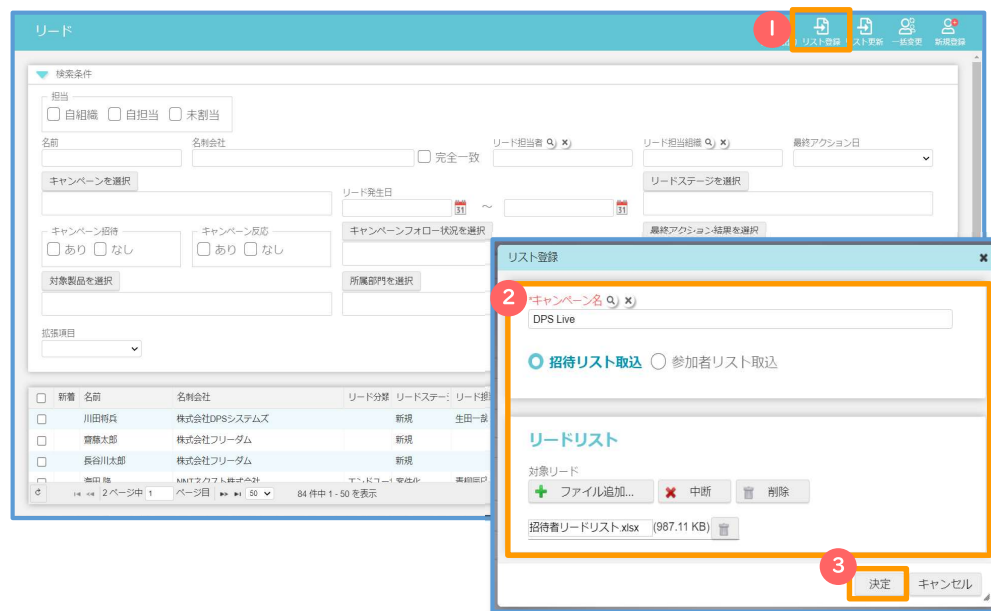 リード
1
リスト登録 リスト更新 一括変更 新規登録
検索条件
担当
自組織 自担当 未割当
名前 名刺会社 完全一致 リード担当者 リード担当組織 最終アクション日
キャンペーンを選択 リード発生日 31 ～ 31 リードステージを選択
キャンペーン招待 キャンペーン反応 キャンペーンフォロー状況を選択 最終アクション結果を選択
あり なし あり なし
対象製品を選択 所属部門を選択
拡張項目
新着 名前 名刺会社 リード分類 リードステー
川田将兵 株式会社DPSシステムズ 新規 生田一哉
齋藤太郎 株式会社フリーダム 新規
長谷川太郎 株式会社フリーダム 新規
2 ページ中 1 ページ目 50 84 件中 1 - 50 を表示
リスト登録
2
*キャンペーン名
DPS Live
招待リスト取込 参加者リスト取込
リードリスト
対象リード
ファイル追加... 中断 削除
招待者リードリスト.xlsx (987.11 KB)
3
決定 キャンセル